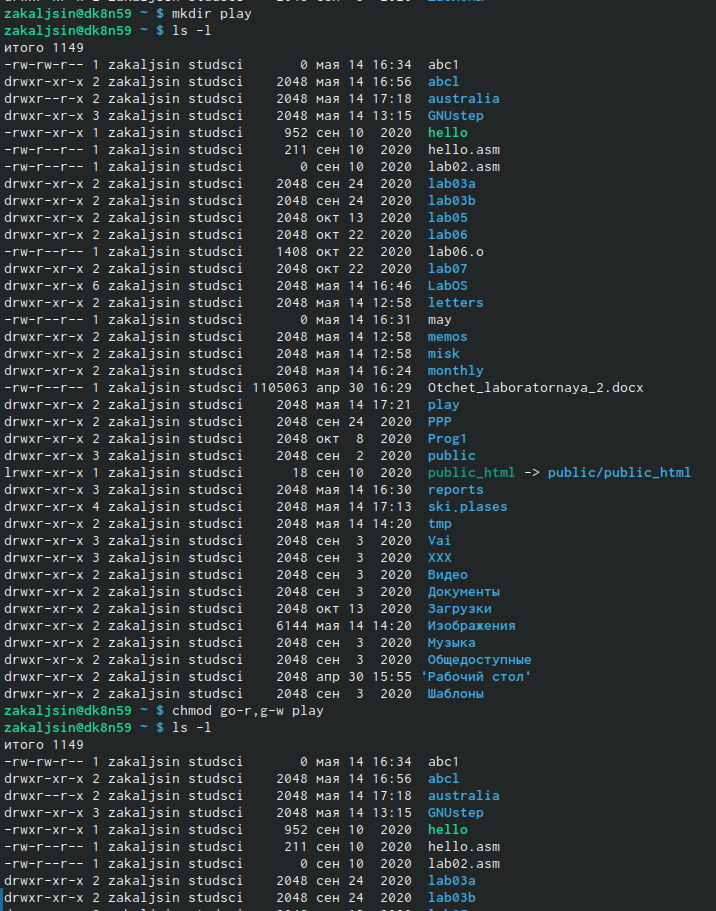 zakaljsin@dk8n59 ~ $ mkdir play
zakaljsin@dk8n59 ~ $ ls -l
итого 1149
-rw-rw-r-- 1 zakaljsin studsci       0 мая 14 16:34  abc1
drwxr-xr-x 2 zakaljsin studsci    2048 мая 14 16:56  abcl
drwxr--r-x 2 zakaljsin studsci    2048 мая 14 17:18  australia
drwxr-xr-x 3 zakaljsin studsci    2048 мая 14 13:15  GNUstep
-rwxr-xr-x 1 zakaljsin studsci     952 сен 10  2020  hello
-rw-r--r-- 1 zakaljsin studsci     211 сен 10  2020  hello.asm
-rw-r--r-- 1 zakaljsin studsci       0 сен 10  2020  lab02.asm
drwxr-xr-x 2 zakaljsin studsci    2048 сен 24  2020  lab03a
drwxr-xr-x 2 zakaljsin studsci    2048 сен 24  2020  lab03b
drwxr-xr-x 2 zakaljsin studsci    2048 окт 13  2020  lab05
drwxr-xr-x 2 zakaljsin studsci    2048 окт 22  2020  lab06
-rw-r--r-- 1 zakaljsin studsci    1408 окт 22  2020  lab06.o
drwxr-xr-x 2 zakaljsin studsci    2048 окт 22  2020  lab07
drwxr-xr-x 6 zakaljsin studsci    2048 мая 14 16:46  LabOS
drwxr-xr-x 2 zakaljsin studsci    2048 мая 14 12:58  letters
-rw-r--r-- 1 zakaljsin studsci       0 мая 14 16:31  may
drwxr-xr-x 2 zakaljsin studsci    2048 мая 14 12:58  memos
drwxr-xr-x 2 zakaljsin studsci    2048 мая 14 12:58  misk
drwxr-xr-x 2 zakaljsin studsci    2048 мая 14 16:24  monthly
-rw-r--r-- 1 zakaljsin studsci 1105063 апр 30 16:29  Otchet_laboratornaya_2.docx
drwxr-xr-x 2 zakaljsin studsci    2048 мая 14 17:21  play
drwxr-xr-x 2 zakaljsin studsci    2048 сен 24  2020  PPP
drwxr-xr-x 2 zakaljsin studsci    2048 окт  8  2020  Prog1
drwxr-xr-x 3 zakaljsin studsci    2048 сен  2  2020  public
lrwxr-xr-x 1 zakaljsin studsci      18 сен 10  2020  public_html -> public/public_html
drwxr-xr-x 3 zakaljsin studsci    2048 мая 14 16:30  reports
drwxr-xr-x 4 zakaljsin studsci    2048 мая 14 17:13  ski.plases
drwxr-xr-x 2 zakaljsin studsci    2048 мая 14 14:20  tmp
drwxr-xr-x 3 zakaljsin studsci    2048 сен  3  2020  Vai
drwxr-xr-x 3 zakaljsin studsci    2048 сен  3  2020  XXX
drwxr-xr-x 2 zakaljsin studsci    2048 сен  3  2020  Видео
drwxr-xr-x 2 zakaljsin studsci    2048 сен  3  2020  Документы
drwxr-xr-x 2 zakaljsin studsci    2048 окт 13  2020  Загрузки
drwxr-xr-x 2 zakaljsin studsci    6144 мая 14 14:20  Изображения
drwxr-xr-x 2 zakaljsin studsci    2048 сен  3  2020  Музыка
drwxr-xr-x 2 zakaljsin studsci    2048 сен  3  2020  Общедоступные
drwxr-xr-x 2 zakaljsin studsci    2048 апр 30 15:55 'Рабочий стол'
drwxr-xr-x 2 zakaljsin studsci    2048 сен  3  2020  Шаблоны
zakaljsin@dk8n59 ~ $ chmod go-r,g-w play
zakaljsin@dk8n59 ~ $ ls -l
итого 1149
-rw-rw-r-- 1 zakaljsin studsci       0 мая 14 16:34  abc1
drwxr-xr-x 2 zakaljsin studsci    2048 мая 14 16:56  abcl
drwxr--r-x 2 zakaljsin studsci    2048 мая 14 17:18  australia
drwxr-xr-x 3 zakaljsin studsci    2048 мая 14 13:15  GNUstep
-rwxr-xr-x 1 zakaljsin studsci     952 сен 10  2020  hello
-rw-r--r-- 1 zakaljsin studsci     211 сен 10  2020  hello.asm
-rw-r--r-- 1 zakaljsin studsci       0 сен 10  2020  lab02.asm
drwxr-xr-x 2 zakaljsin studsci    2048 сен 24  2020  lab03a
drwxr-xr-x 2 zakaljsin studsci    2048 сен 24  2020  lab03b